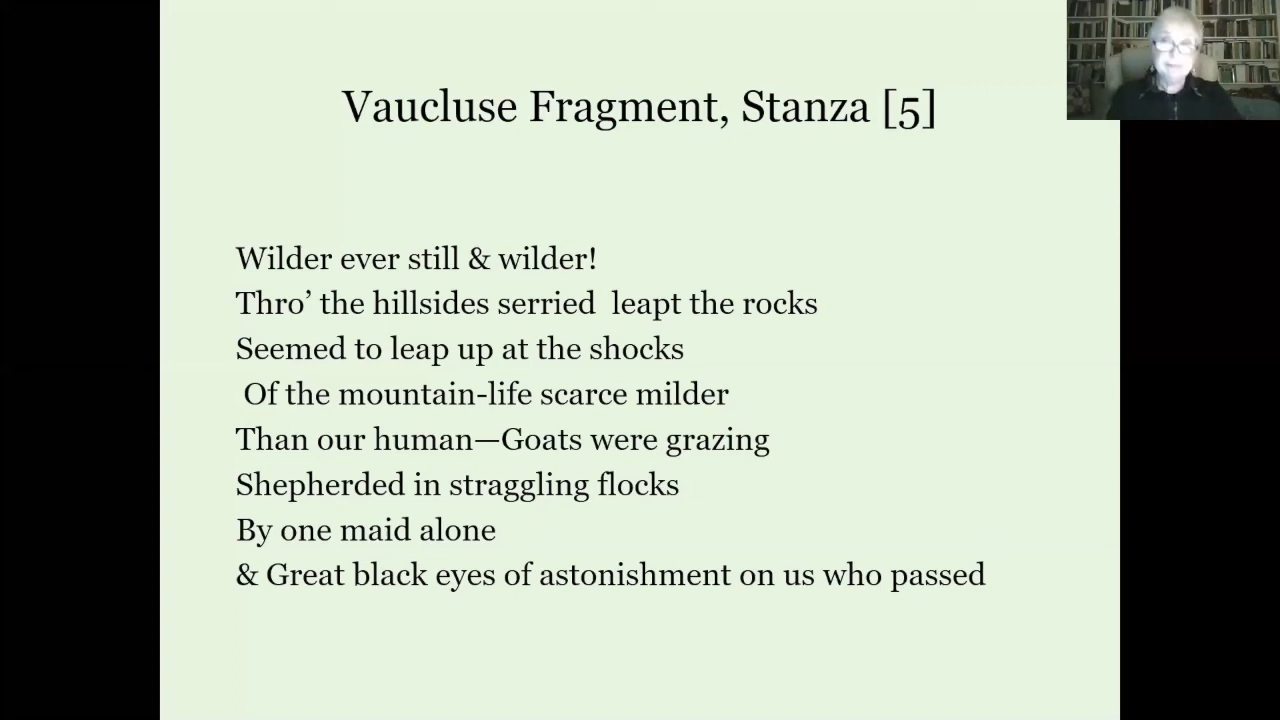 Vaucluse Fragment, Stanza [5]
Wilder ever still & wilder!
Thro’ the hillsides serried  leapt the rocks
Seemed to leap up at the shocks
Of the mountain-life scarce milder
Than our human—Goats were grazing
Shepherded in straggling flocks
By one maid alone
& Great black eyes of astonishment on us who passed